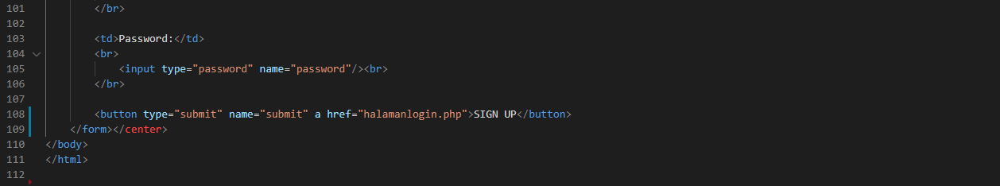 101 </br>
102
103 <td>Password:</td>
104 <br>
105 <input type="password" name="password"/><br>
106 </br>
107
108 <button type="submit" name="submit" a href="halamanlogin.php">SIGN UP</button>
109 </form></center>
110 </body>
111 </html>
112